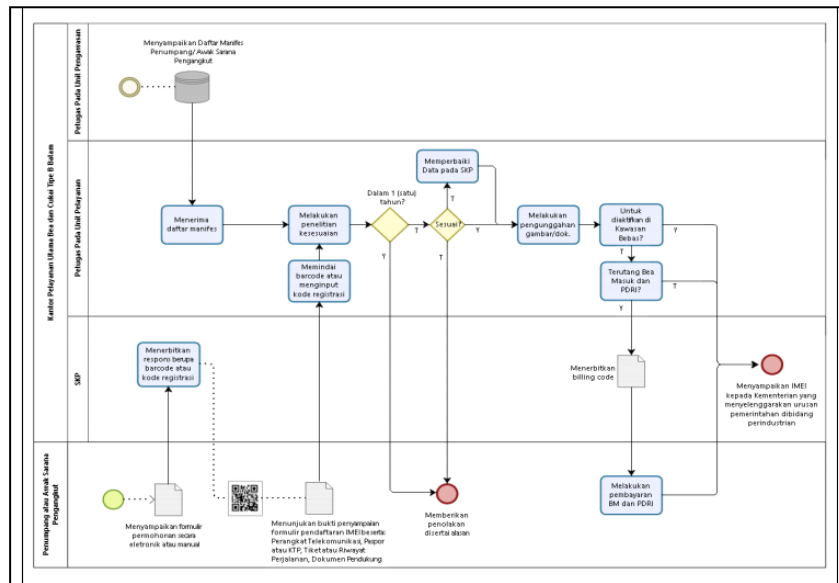 Kantor Pelayanan Utama Bea dan Cukai Tipe B Batam
Petugas Pada Unit Pengawasan
Menyampaikan Daftar Manifes
Penumpang/ Awak Sarana
Pengangkut
Petugas Pada Unit Pelayanan
Menerima
daftar manifes
Melakukan
penelitian
kesesuaian
Memindai
barcode atau
menginput
kode registrasi
Dalam 1 (satu)
tahun?
Y
T
Memperbaiki
Data pada SKP
T
Sesuai?
Y
T
Melakukan
pengunggahan
gambar/dok.
Untuk
diaktifkan di
Kawasan
Bebas?
Y
T
Terutang Bea
Masuk dan
PDRI?
T
Y
SKP
Menerbitkan
respons berupa
barcode atau
kode registrasi
Menerbitkan
billing code
Menyampaikan IMEI
kepada Kementerian yang
menyelenggarakan urusan
pemerintahan dibidang
perindustrian
Penumpang atau Awak Sarana
Pengangkut
Menyampaikan formulir
permohonan secara
eletronik atau manual
Menunjukan bukti penyampaian
formulir pendaftaran IMEI beserta:
Perangkat Telekomunikasi, Paspor
atau KTP, Tiket atau Riwayat
Perjalanan, Dokumen Pendukung
Memberikan
penolakan
disertai alasan
Melakukan
pembayaran
BM dan PDRI